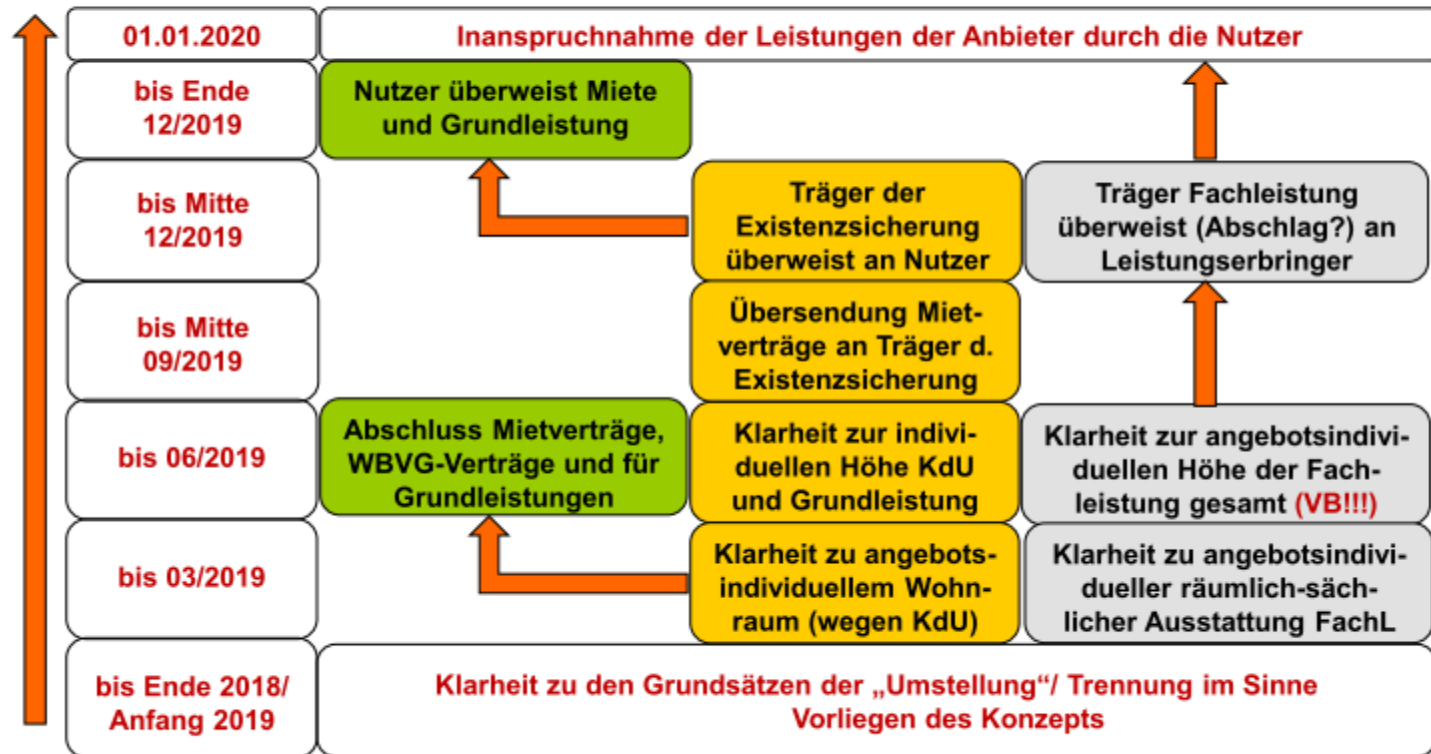 01.01.2020
Inanspruchnahme der Leistungen der Anbieter durch die Nutzer
bis Ende
12/2019
Nutzer überweist Miete
und Grundleistung
bis Mitte
12/2019
Träger der
Existenzsicherung
überweist an Nutzer
Träger Fachleistung
überweist (Abschlag?) an
Leistungserbringer
bis Mitte
09/2019
Übersendung Miet-
verträge an Träger d.
Existenzsicherung
bis 06/2019
Abschluss Mietverträge,
WBVG-Verträge und für
Grundleistungen
Klarheit zur indivi-
duellen Höhe KdU
und Grundleistung
Klarheit zur angebotsindivi-
duellen Höhe der Fach-
leistung gesamt (VB!!!)
bis 03/2019
Klarheit zu angebots-
individuellem Wohn-
raum (wegen KdU)
Klarheit zu angebotsindivi-
dueller räumlich-säch-
licher Ausstattung FachL
bis Ende 2018/
Anfang 2019
Klarheit zu den Grundsätzen der „Umstellung“/ Trennung im Sinne
Vorliegen des Konzepts